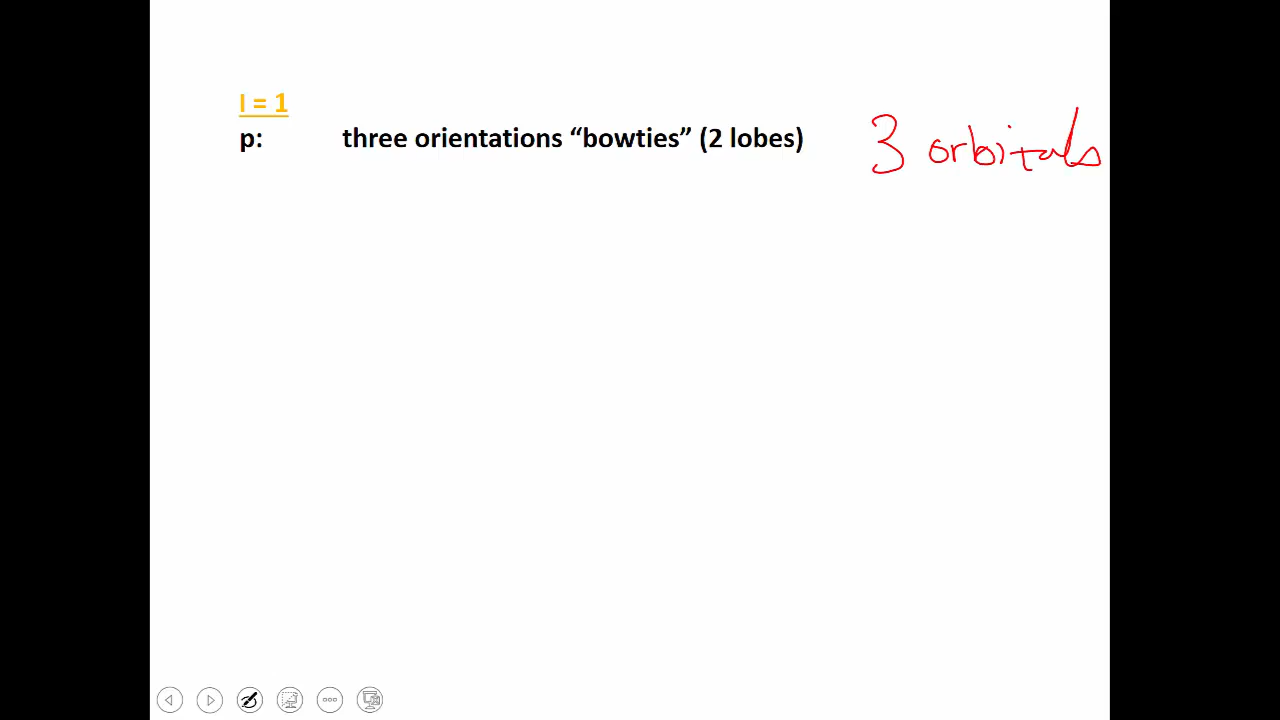 l = 1
p: three orientations “bowties” (2 lobes) 3 orbitals